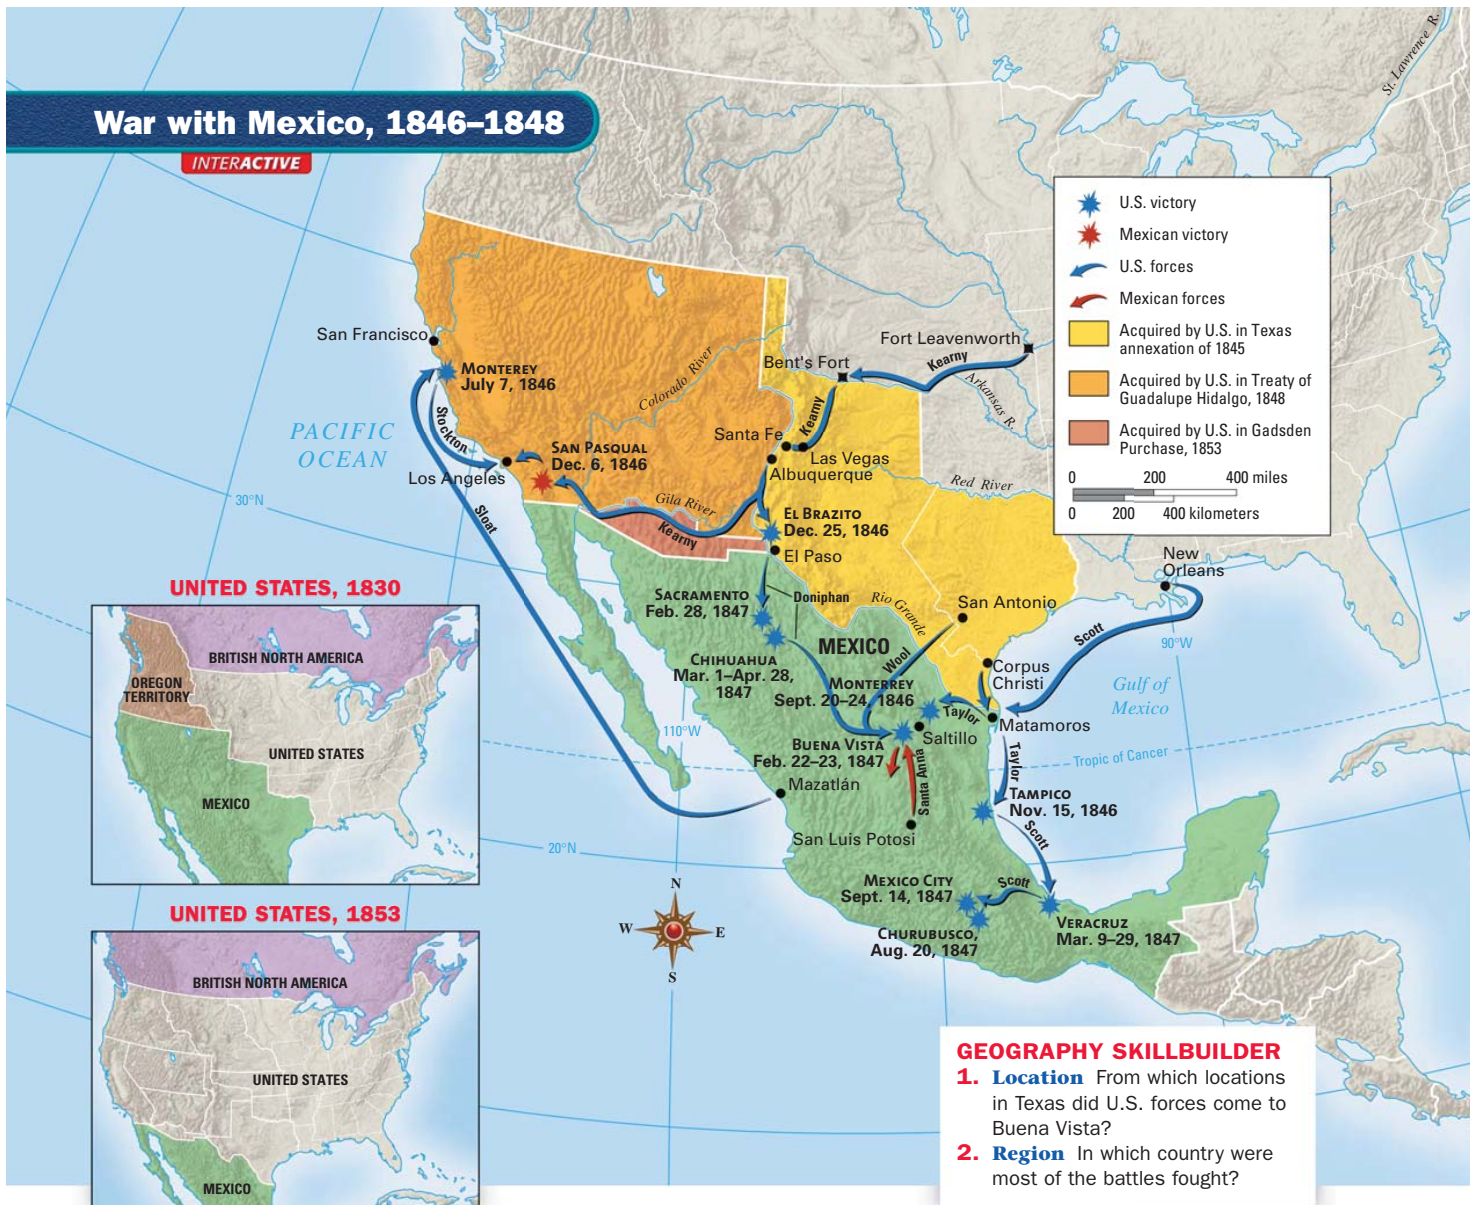 War with Mexico, 1846–1848
INTERACTIVE
St. Lawrence R.
U.S. victory
Mexican victory
U.S. forces
Mexican forces
Acquired by U.S. in Texas
annexation of 1845
Acquired by U.S. in Treaty of
Guadalupe Hidalgo, 1848
Acquired by U.S. in Gadsden
Purchase, 1853
0 200 400 miles
0 200 400 kilometers
San Francisco
MONTEREY
July 7, 1846
Stockton
PACIFIC
OCEAN
Los Angeles
SAN PASQUAL
Dec. 6, 1846
30°N
Sloat
Colorado River
Gila River
Kearny
Fort Leavenworth
Kearny
Bent's Fort
Arkansas R.
Kearny
Santa Fe
Las Vegas
Albuquerque
Red River
EL BRAZITO
Dec. 25, 1846
El Paso
SACRAMENTO
Feb. 28, 1847
Doniphan
Rio Grande
MEXICO
CHIHUAHUA
Mar. 1–Apr. 28,
1847
San Antonio
Wool
New
Orleans
Scott
90°W
Corpus
Christi
Gulf of
Mexico
MONTERREY
Sept. 20–24, 1846
Taylor
Matamoros
Saltillo
110°W
BUENA VISTA
Feb. 22–23, 1847
Taylor
Tropic of Cancer
Santa Anna
Mazatlán
TAMPICO
Nov. 15, 1846
San Luis Potosi
Scott
20°N
MEXICO CITY
Sept. 14, 1847
Scott
CHURUBUSCO,
Aug. 20, 1847
VERACRUZ
Mar. 9–29, 1847
N
W
E
S
UNITED STATES, 1830
BRITISH NORTH AMERICA
OREGON
TERRITORY
UNITED STATES
MEXICO
UNITED STATES, 1853
BRITISH NORTH AMERICA
UNITED STATES
MEXICO
GEOGRAPHY SKILLBUILDER
1. Location From which locations
in Texas did U.S. forces come to
Buena Vista?
2. Region In which country were
most of the battles fought?